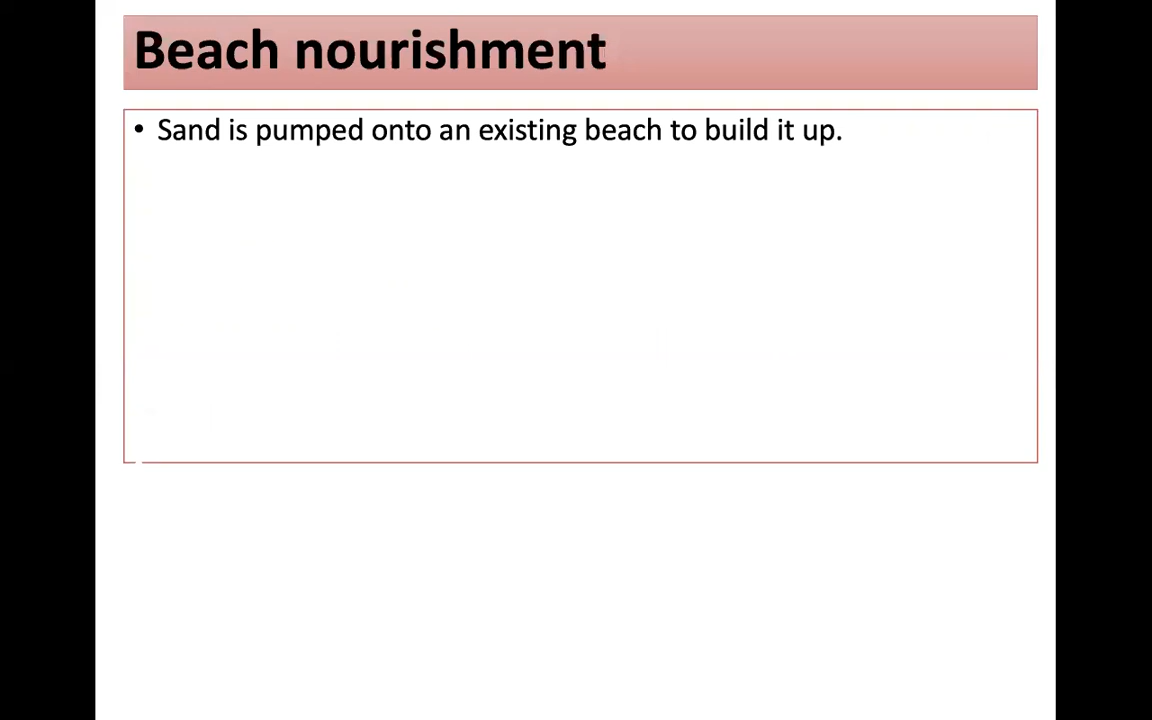 Beach nourishment
• Sand is pumped onto an existing beach to build it up.